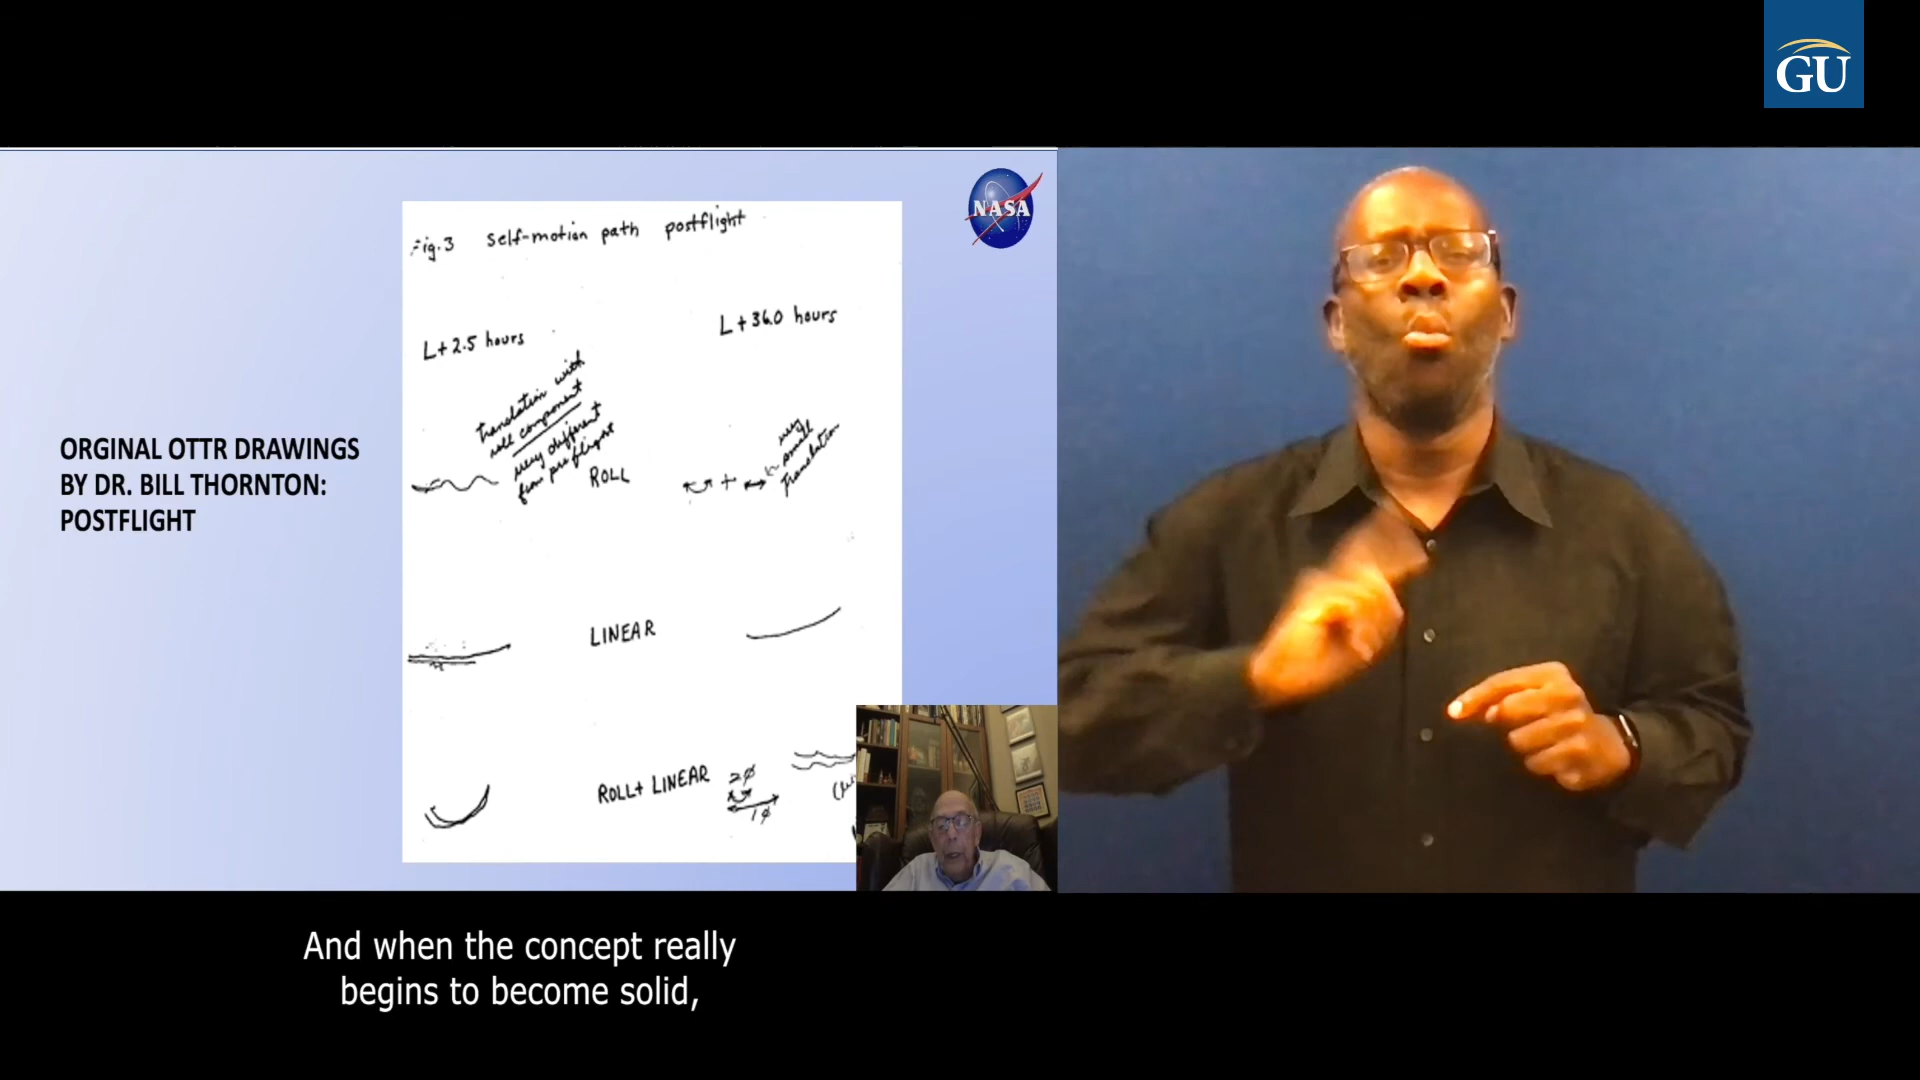 GU
NASA
Fig.3 Self-motion path postflight
L+2.5 hours
L+36.0 hours
translation with
roll component
very different
from preflight
ROLL
+
very
small
translation
ORGINAL OTTR DRAWINGS
BY DR. BILL THORNTON:
POSTFLIGHT
LINEAR
ROLL+ LINEAR
2ø
1ø
And when the concept really
begins to become solid,